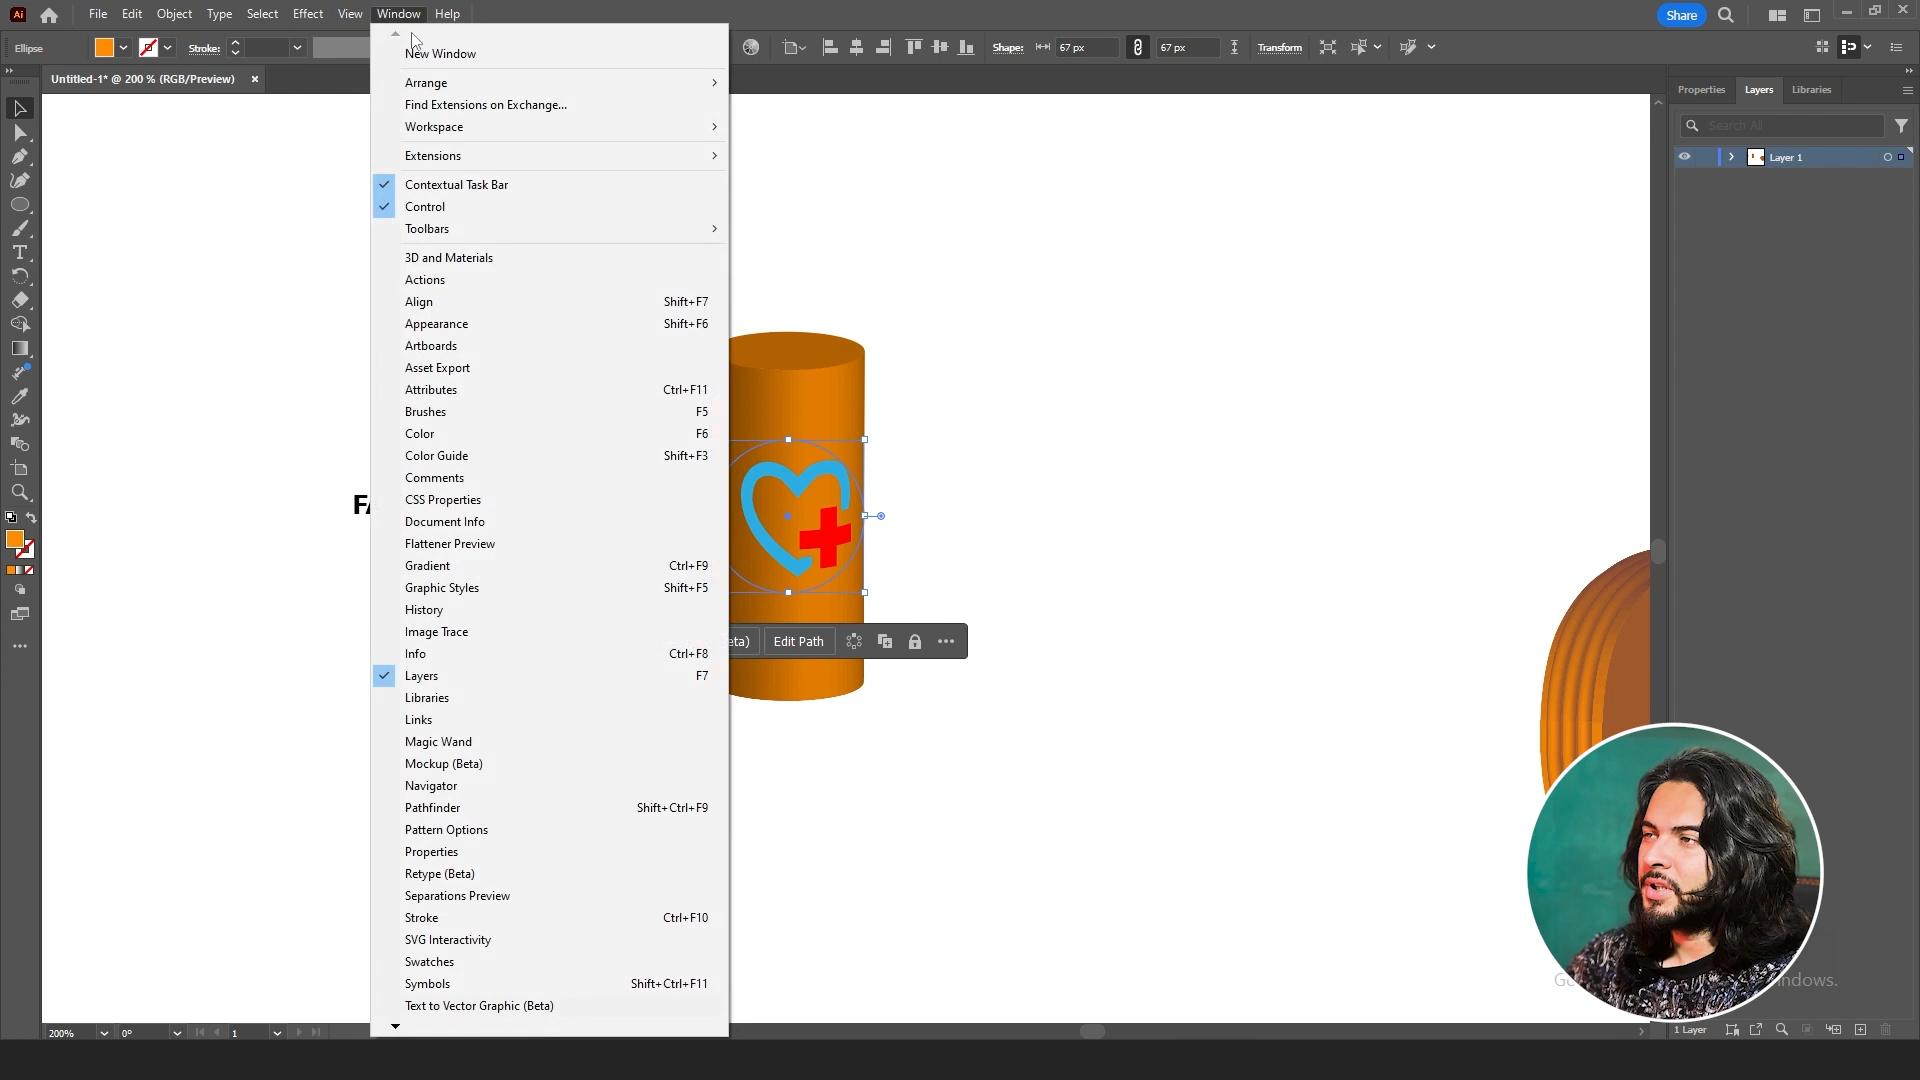 Ai File Edit Object Type Select Effect View Window Help Share
Ellipse Stroke: Shape: 67 px 67 px Transform
Untitled-1* @ 200 % (RGB/Preview) ×
Properties Layers Libraries
Search All
Layer 1
New Window
Arrange
Find Extensions on Exchange...
Workspace
Extensions
Contextual Task Bar
Control
Toolbars
3D and Materials
Actions
Align Shift+F7
Appearance Shift+F6
Artboards
Asset Export
Attributes Ctrl+F11
Brushes F5
Color F6
Color Guide Shift+F3
Comments
CSS Properties
Document Info
Flattener Preview
Gradient Ctrl+F9
Graphic Styles Shift+F5
History
Image Trace
Info Ctrl+F8
Layers F7
Libraries
Links
Magic Wand
Mockup (Beta)
Navigator
Pathfinder Shift+Ctrl+F9
Pattern Options
Properties
Retype (Beta)
Separations Preview
Stroke Ctrl+F10
SVG Interactivity
Swatches
Symbols Shift+Ctrl+F11
Text to Vector Graphic (Beta)
eta) Edit Path
200% 0° 1
1 Layer